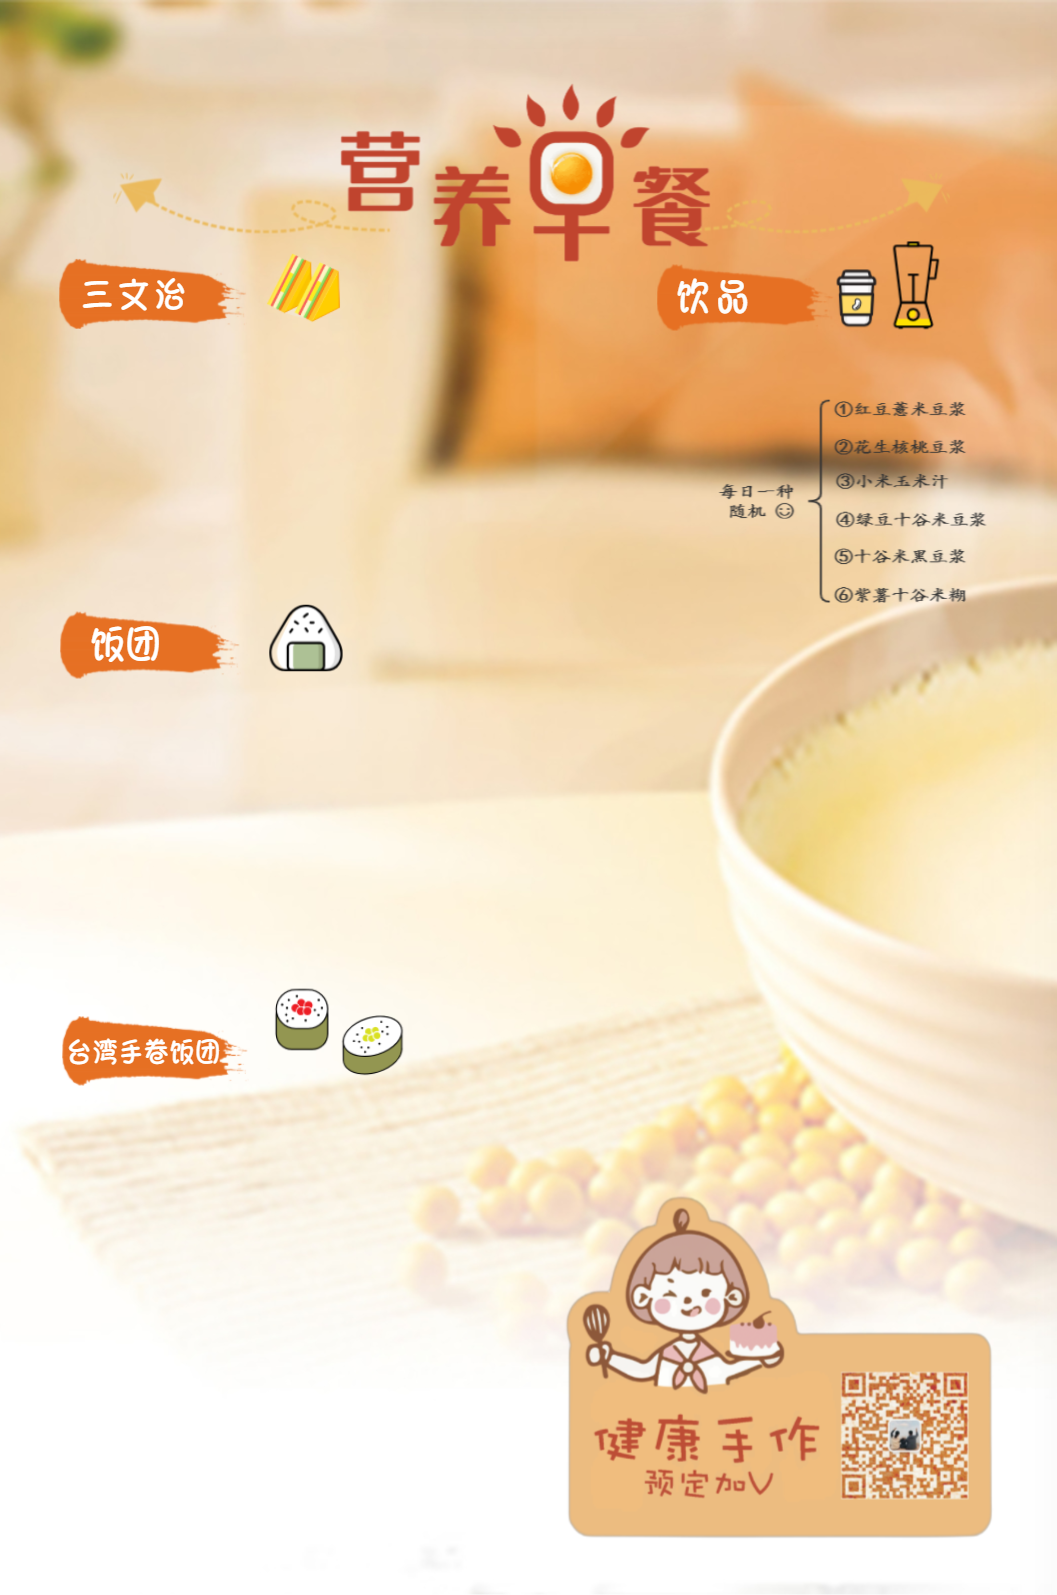 营养早餐
三文治
饮品
①红豆薏米豆浆
②花生核桃豆浆
③小米玉米汁
每日一种
随机
④绿豆十谷米豆浆
⑤十谷米黑豆浆
⑥紫薯十谷米糊
饭团
台湾手卷饭团
健康手作
预定加V